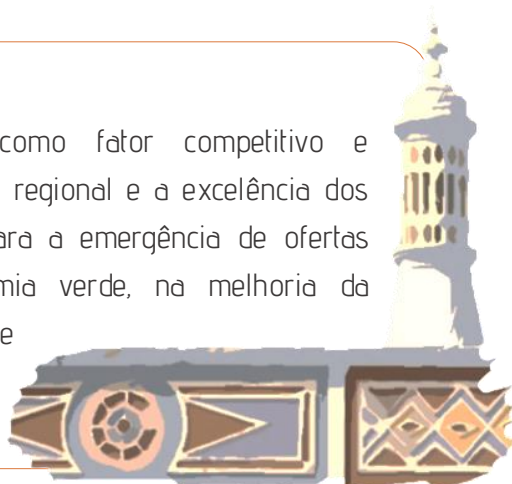 como fator competitivo e
regional e a excelência dos
ara a emergência de ofertas
mia verde, na melhoria da
e